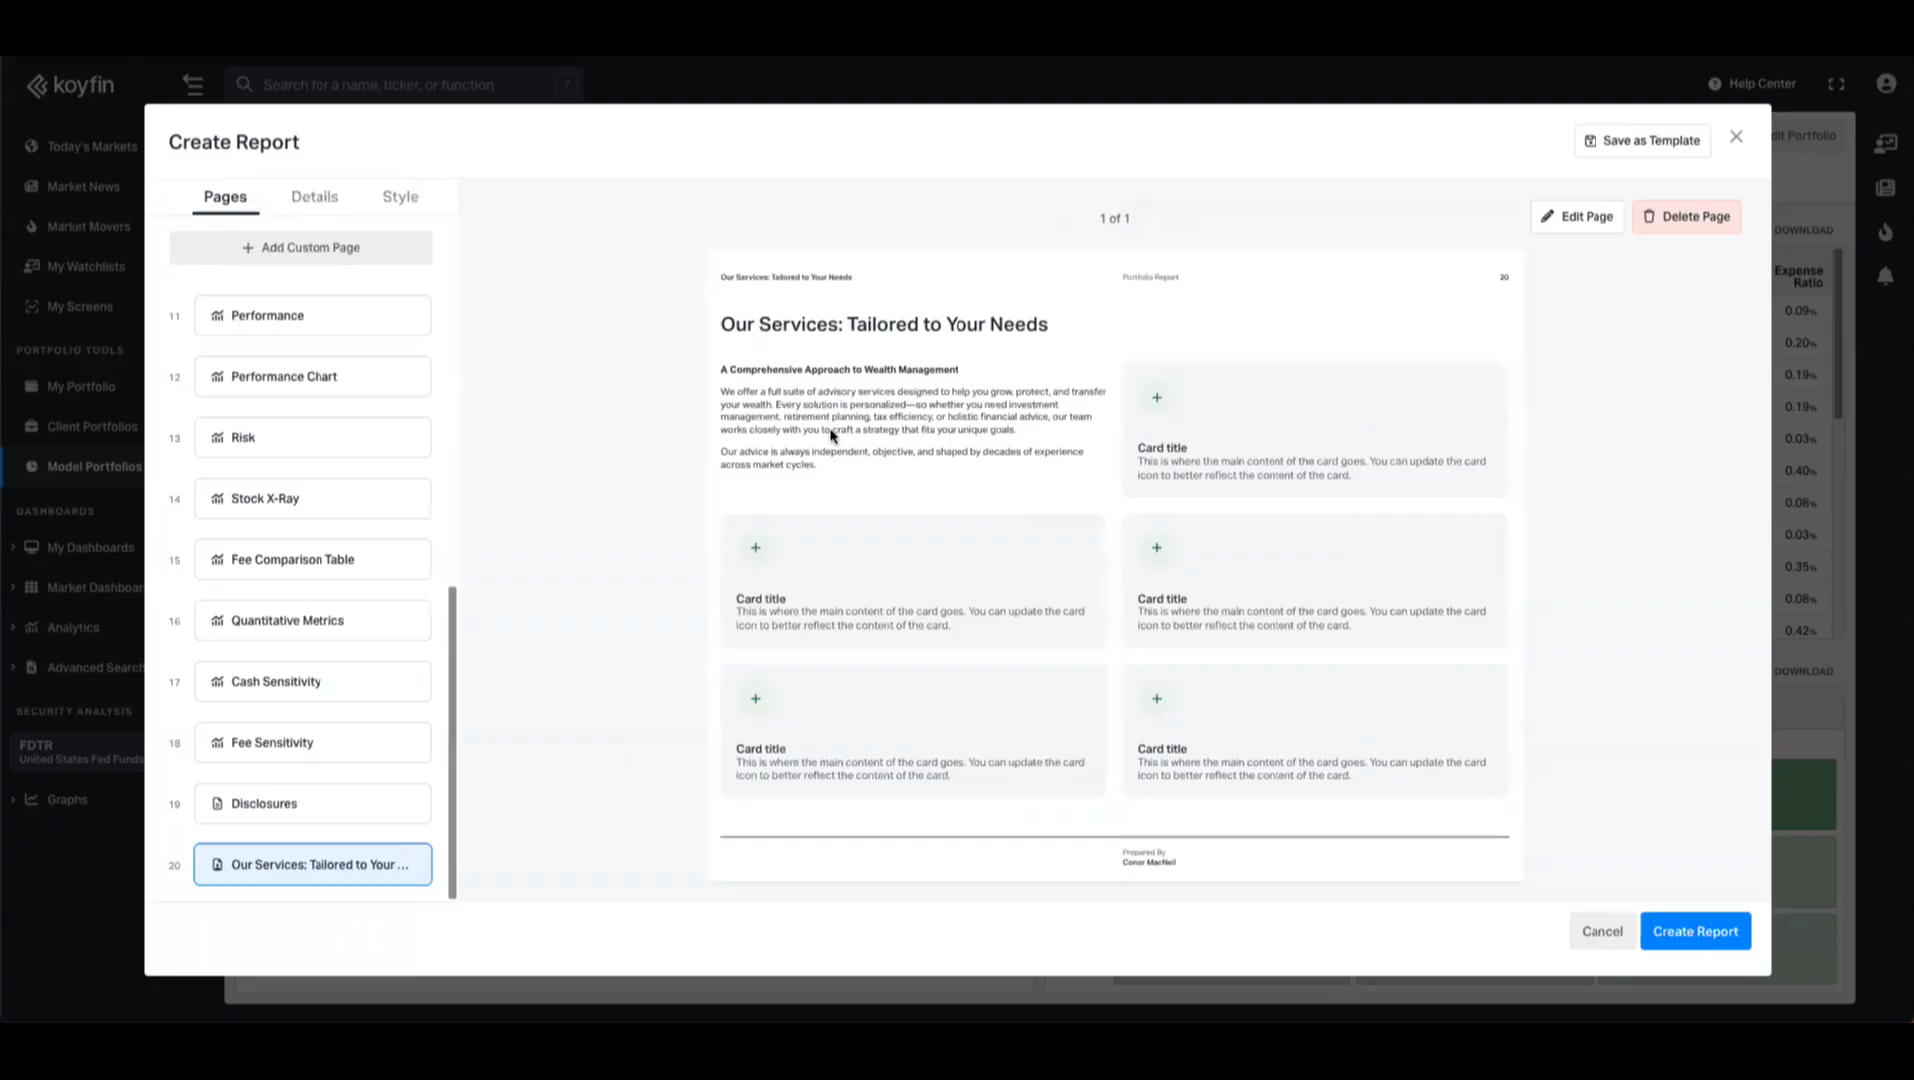 koyfin
Search for a name, ticker, or function
/
Help Center
Today's Markets
Market News
Market Movers
My Watchlists
My Screens
PORTFOLIO TOOLS
My Portfolio
Client Portfolios
Model Portfolios
DASHBOARDS
My Dashboards
Market Dashboar
Analytics
Advanced Search
SECURITY ANALYSIS
FDTR
United States Fed Funds
Graphs
Create Report
Save as Template
Pages
Details
Style
+ Add Custom Page
11 Performance
12 Performance Chart
13 Risk
14 Stock X-Ray
15 Fee Comparison Table
16 Quantitative Metrics
17 Cash Sensitivity
18 Fee Sensitivity
19 Disclosures
20 Our Services: Tailored to Your ...
1 of 1
Edit Page
Delete Page
Our Services: Tailored to Your Needs
Portfolio Report
20
Our Services: Tailored to Your Needs
A Comprehensive Approach to Wealth Management
We offer a full suite of advisory services designed to help you grow, protect, and transfer
your wealth. Every solution is personalized—so whether you need investment
management, retirement planning, tax efficiency, or holistic financial advice, our team
works closely with you to craft a strategy that fits your unique goals.
Our advice is always independent, objective, and shaped by decades of experience
across market cycles.
+
Card title
This is where the main content of the card goes. You can update the card
icon to better reflect the content of the card.
+
Card title
This is where the main content of the card goes. You can update the card
icon to better reflect the content of the card.
+
Card title
This is where the main content of the card goes. You can update the card
icon to better reflect the content of the card.
+
Card title
This is where the main content of the card goes. You can update the card
icon to better reflect the content of the card.
+
Card title
This is where the main content of the card goes. You can update the card
icon to better reflect the content of the card.
Prepared By
Conor MacNeil
Cancel
Create Report
dit Portfolio
DOWNLOAD
Expense
Ratio
0.09%
0.20%
0.19%
0.19%
0.03%
0.40%
0.08%
0.03%
0.35%
0.08%
0.42%
DOWNLOAD